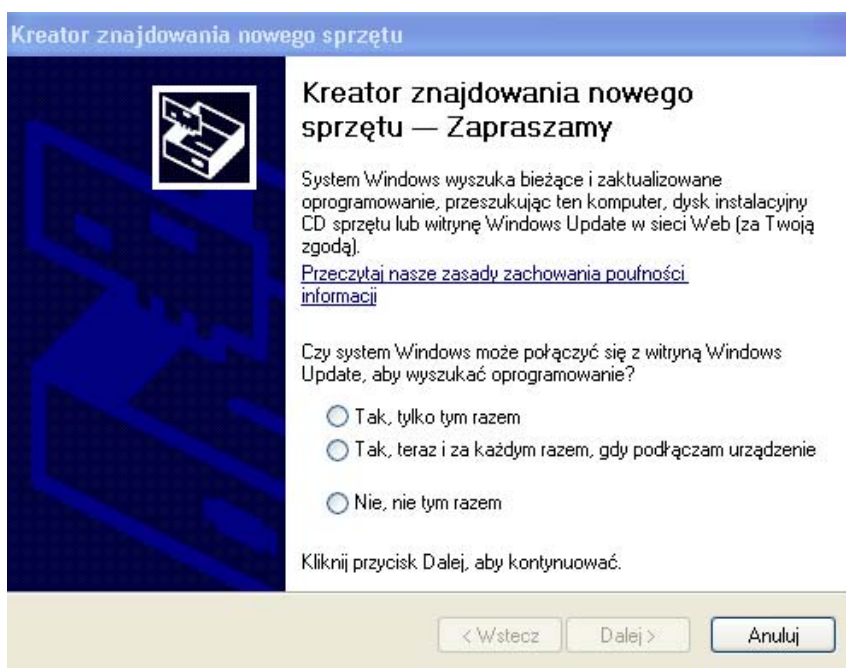 Kreator znajdowania nowego sprzętu
Kreator znajdowania nowego
sprzętu — Zapraszamy
System Windows wyszuka bieżące i zaktualizowane
oprogramowanie, przeszukując ten komputer, dysk instalacyjny
CD sprzętu lub witrynę Windows Update w sieci Web (za Twoją
zgodą).
Przeczytaj nasze zasady zachowania poufności
informacji
Czy system Windows może połączyć się z witryną Windows
Update, aby wyszukać oprogramowanie?
Tak, tylko tym razem
Tak, teraz i za każdym razem, gdy podłączam urządzenie
Nie, nie tym razem
Kliknij przycisk Dalej, aby kontynuować.
< Wstecz Dalej > Anuluj